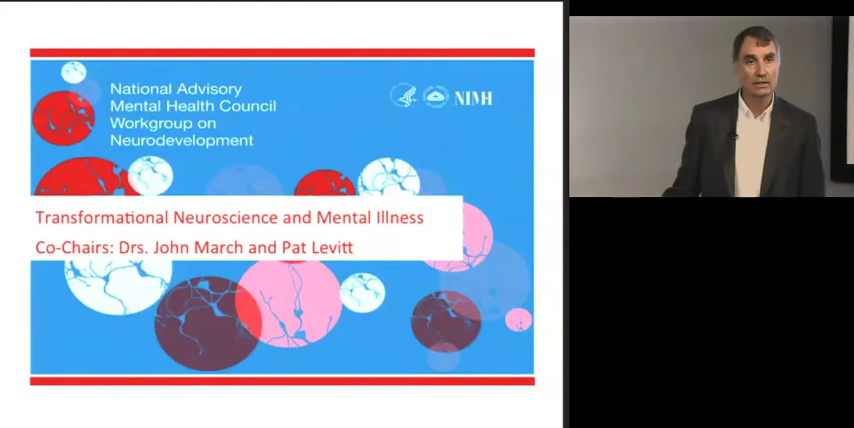 National Advisory
Mental Health Council
Workgroup on
Neurodevelopment
NIMH
Transformational Neuroscience and Mental Illness
Co-Chairs: Drs. John March and Pat Levitt